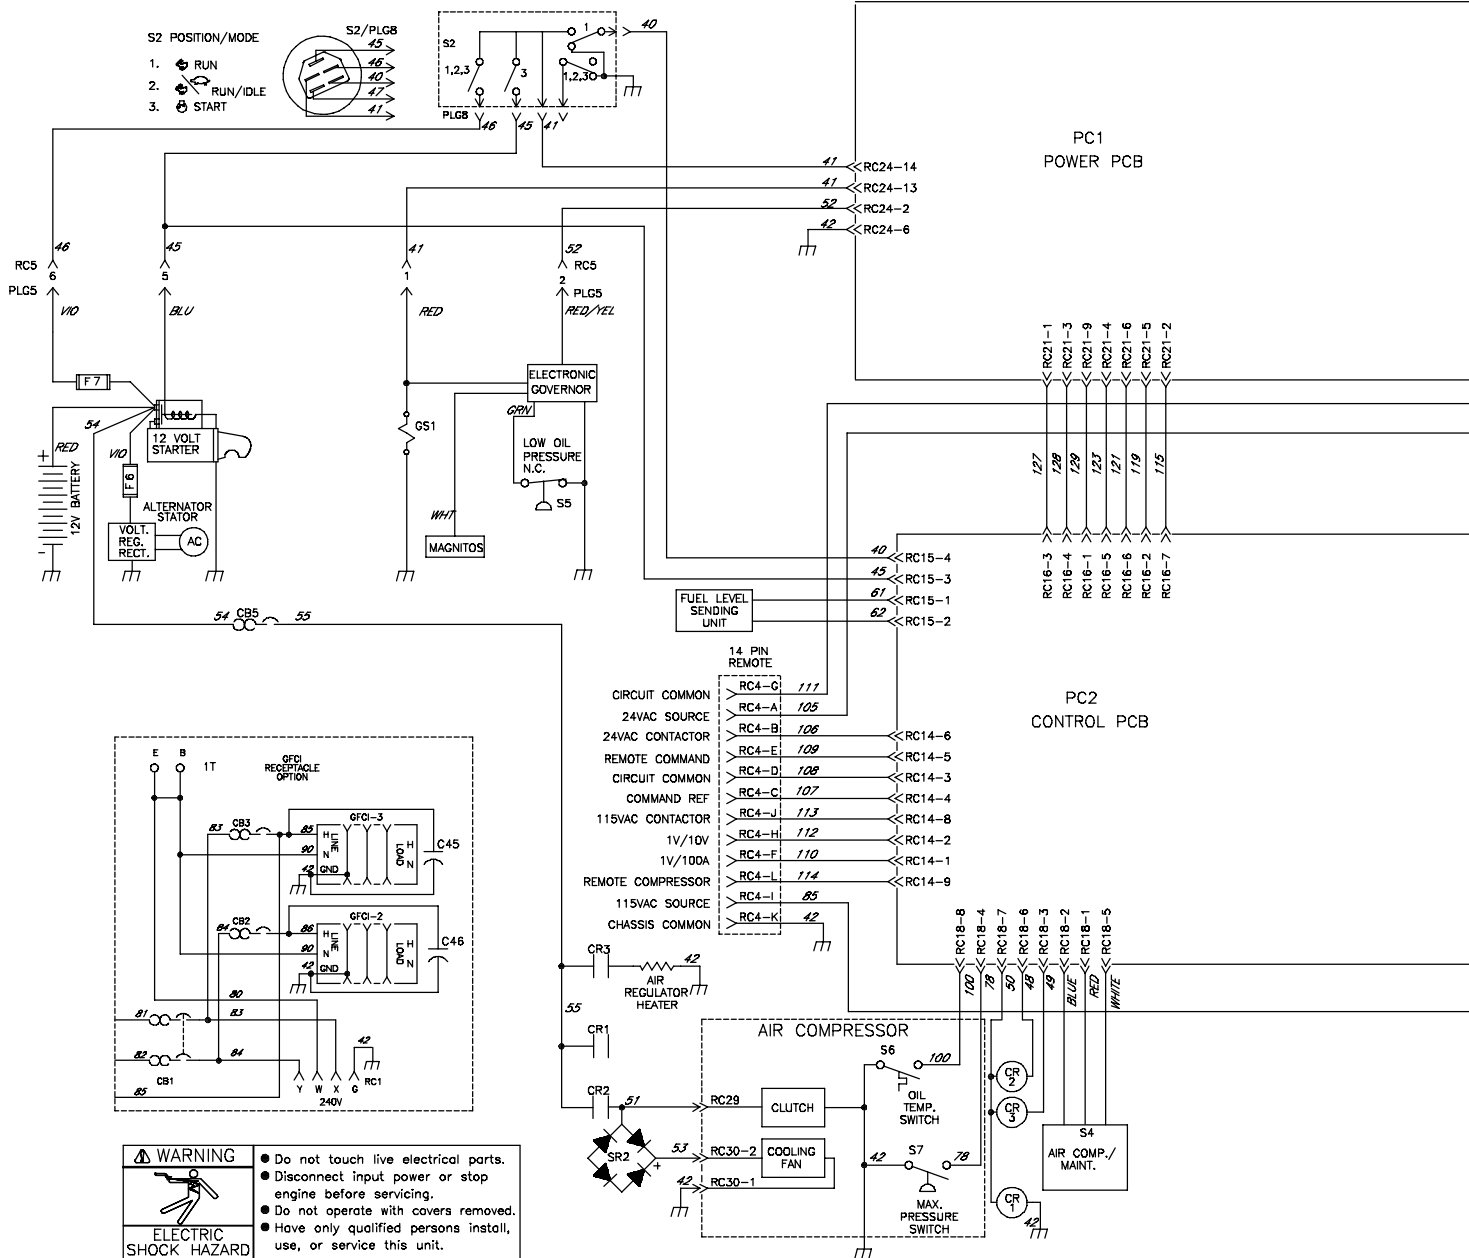 S2 POSITION/MODE
1. RUN
2. RUN/IDLE
3. START
S2/PLG8
45
46
40
47
41
S2
1,2,3
3
1
1,2,3
40
PLG8
46
45
41
PC1
POWER PCB
41 RC24-14
41 RC24-13
52 RC24-2
42 RC24-6
46
45
41
52
RC5
6
5
1
RC5
2
PLG5
PLG5
VIO
BLU
RED
RED/YEL
RC21-1
RC21-3
RC21-9
RC21-4
RC21-6
RC21-5
RC21-2
F7
ELECTRONIC
GOVERNOR
GRN
GS1
54
12 VOLT
STARTER
RED
VIO
+
12V BATTERY
-
F6
ALTERNATOR
STATOR
VOLT.
REG.
RECT.
AC
LOW OIL
PRESSURE
N.C.
S5
WHT
MAGNITOS
127
128
129
123
121
119
115
RC16-3
RC16-4
RC16-1
RC16-5
RC16-6
RC16-2
RC16-7
40 RC15-4
45 RC15-3
61 RC15-1
62 RC15-2
FUEL LEVEL
SENDING
UNIT
54 CB5 55
14 PIN
REMOTE
PC2
CONTROL PCB
CIRCUIT COMMON RC4-G 111
24VAC SOURCE RC4-A 105
24VAC CONTACTOR RC4-B 106 RC14-6
REMOTE COMMAND RC4-E 109 RC14-5
CIRCUIT COMMON RC4-D 108 RC14-3
COMMAND REF RC4-C 107 RC14-4
115VAC CONTACTOR RC4-J 113 RC14-8
1V/10V RC4-H 112 RC14-2
1V/100A RC4-F 110 RC14-1
REMOTE COMPRESSOR RC4-L 114 RC14-9
115VAC SOURCE RC4-I 85
CHASSIS COMMON RC4-K 42
E B
1T
GFCI
RECEPTACLE
OPTION
83 CB3 85
90
42
GFCI-3
H
N
LINE
GND
H
N
LOAD
C45
84 CB2 86
90
42
GFCI-2
H
N
LINE
GND
H
N
LOAD
C46
80
81
83
82
84
CB1
85
42
Y W X G RC1
240V
RC18-8
RC18-4
RC18-7
RC18-6
RC18-3
RC18-2
RC18-1
RC18-5
100
78
50
48
49
BLUE
RED
WHITE
CR3
42
AIR
REGULATOR
HEATER
55
CR1
CR2
51
SR2
+
53
42
AIR COMPRESSOR
RC29
CLUTCH
RC30-2
COOLING
FAN
RC30-1
S6
100
OIL
TEMP.
SWITCH
42
S7
78
MAX.
PRESSURE
SWITCH
CR
2
CR
3
CR
1
42
S4
AIR COMP./
MAINT.
WARNING
ELECTRIC
SHOCK HAZARD
● Do not touch live electrical parts.
● Disconnect input power or stop
engine before servicing.
● Do not operate with covers removed.
● Have only qualified persons install,
use, or service this unit.